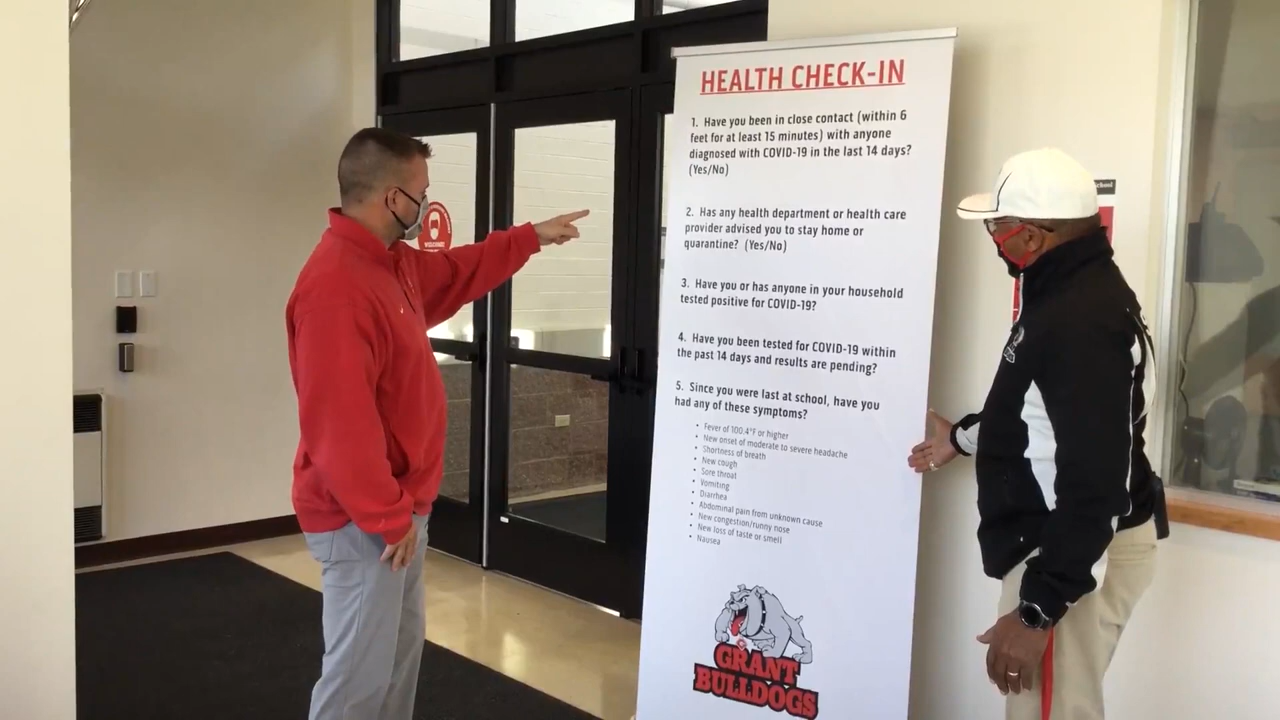 HEALTH CHECK-IN
1. Have you been in close contact (within 6
feet for at least 15 minutes) with anyone
diagnosed with COVID-19 in the last 14 days?
(Yes/No)
2. Has any health department or health care
provider advised you to stay home or
quarantine? (Yes/No)
3. Have you or has anyone in your household
tested positive for COVID-19?
4. Have you been tested for COVID-19 within
the past 14 days and results are pending?
5. Since you were last at school, have you
had any of these symptoms?
• Fever of 100.4°F or higher
• New onset of moderate to severe headache
• Shortness of breath
• New cough
• Sore throat
• Vomiting
• Diarrhea
• Abdominal pain from unknown cause
• New congestion/runny nose
• New loss of taste or smell
• Nausea
GRANT
BULLDOGS
School